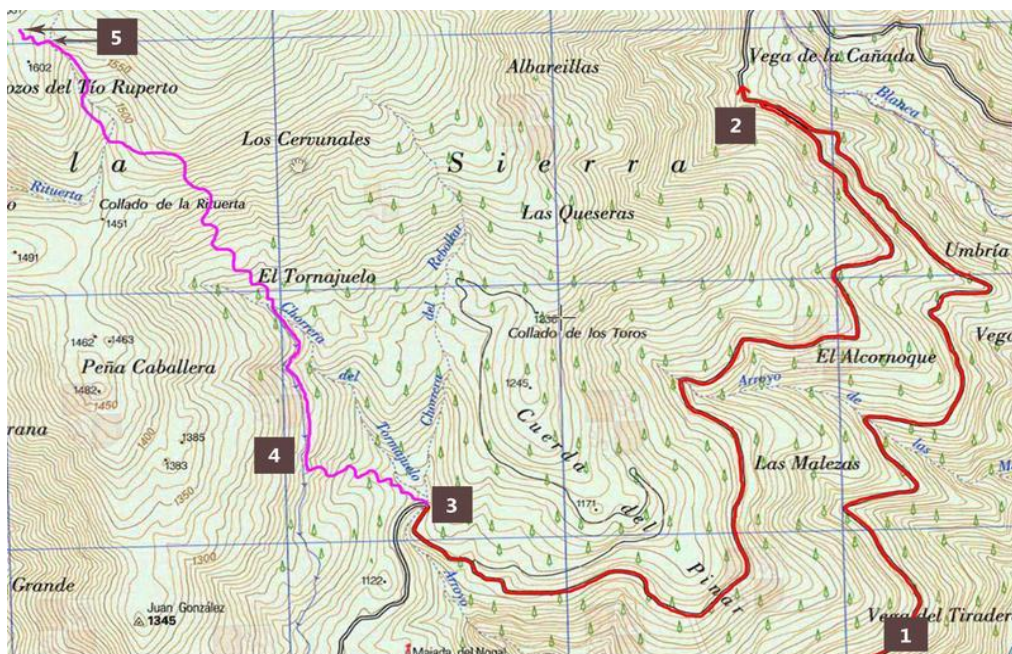 5
Vega de la Cañada
1602
1550
Albareillas
ozos del Tío Ruperto
Blanca
1500
2
Los Cervunales
la Sierra
Rituerta
Collado de la Rituerta
1451
Las Queseras
Rebollar
Umbría
1491
El Tornajuelo
Chorrera
del
1236
Collado de los Toros
Vega
1462
1463
El Alcornoque
Peña Caballera
1482
1450
del
1245
Arroyo
de
Chorrera
Cuerda
las
rana
1400
1385
1383
Tornajuelo
4
Las Malezas
1350
3
1171
del
1300
Pinar
Grande
1122
Arroyo
Juan González
1345
Vega del Tirader
1
Majada del Nogal